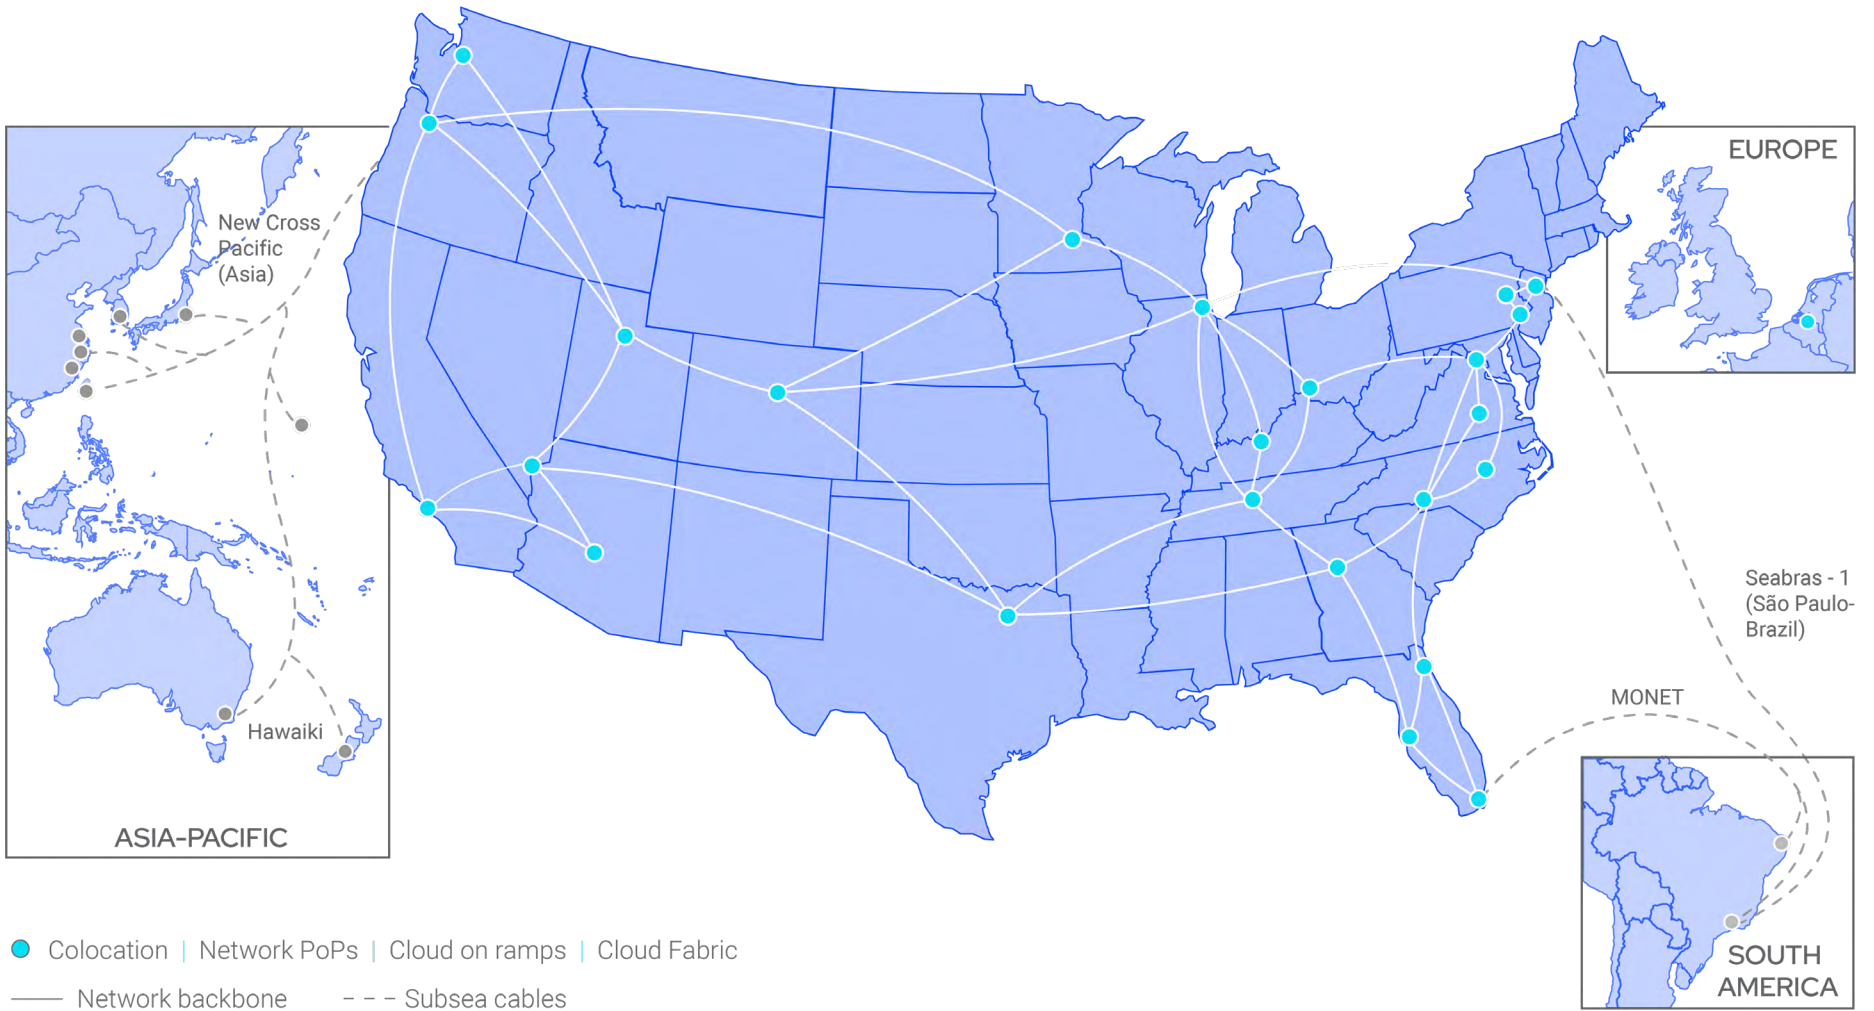 EUROPE
New Cross
Pacific
(Asia)
Seabras - 1
(São Paulo-
Brazil)
MONET
Hawaiki
ASIA-PACIFIC
SOUTH
AMERICA
Colocation | Network PoPs | Cloud on ramps | Cloud Fabric
Network backbone
Subsea cables